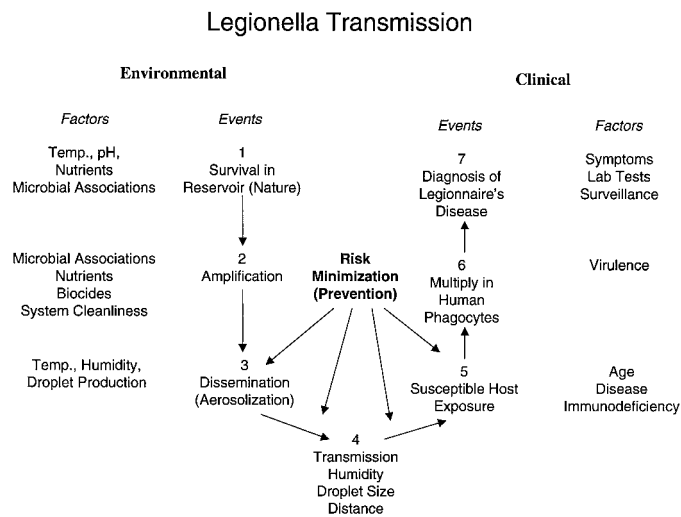 Legionella Transmission
Environmental
Clinical
Factors
Events
Events
Factors
Temp., pH,
Nutrients
Microbial Associations
1
Survival in
Reservoir (Nature)
7
Diagnosis of
Legionnaire's
Disease
Symptoms
Lab Tests
Surveillance
Microbial Associations
Nutrients
Biocides
System Cleanliness
2
Amplification
Risk
Minimization
(Prevention)
6
Multiply in
Human
Phagocytes
Virulence
Temp., Humidity,
Droplet Production
3
Dissemination
(Aerosolization)
5
Susceptible Host
Exposure
Age
Disease
Immunodeficiency
4
Transmission
Humidity
Droplet Size
Distance